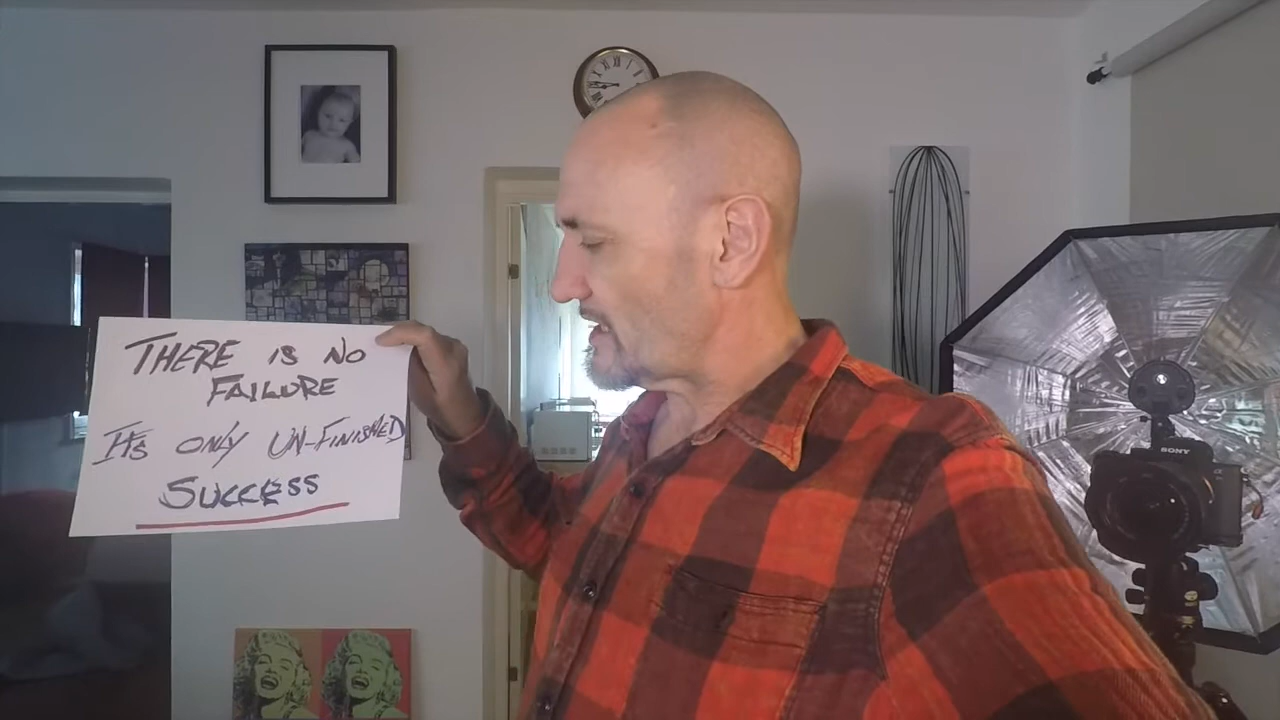 THERE IS NO
FAILURE
IT'S ONLY UN-FINISHED
SUCCESS
SONY